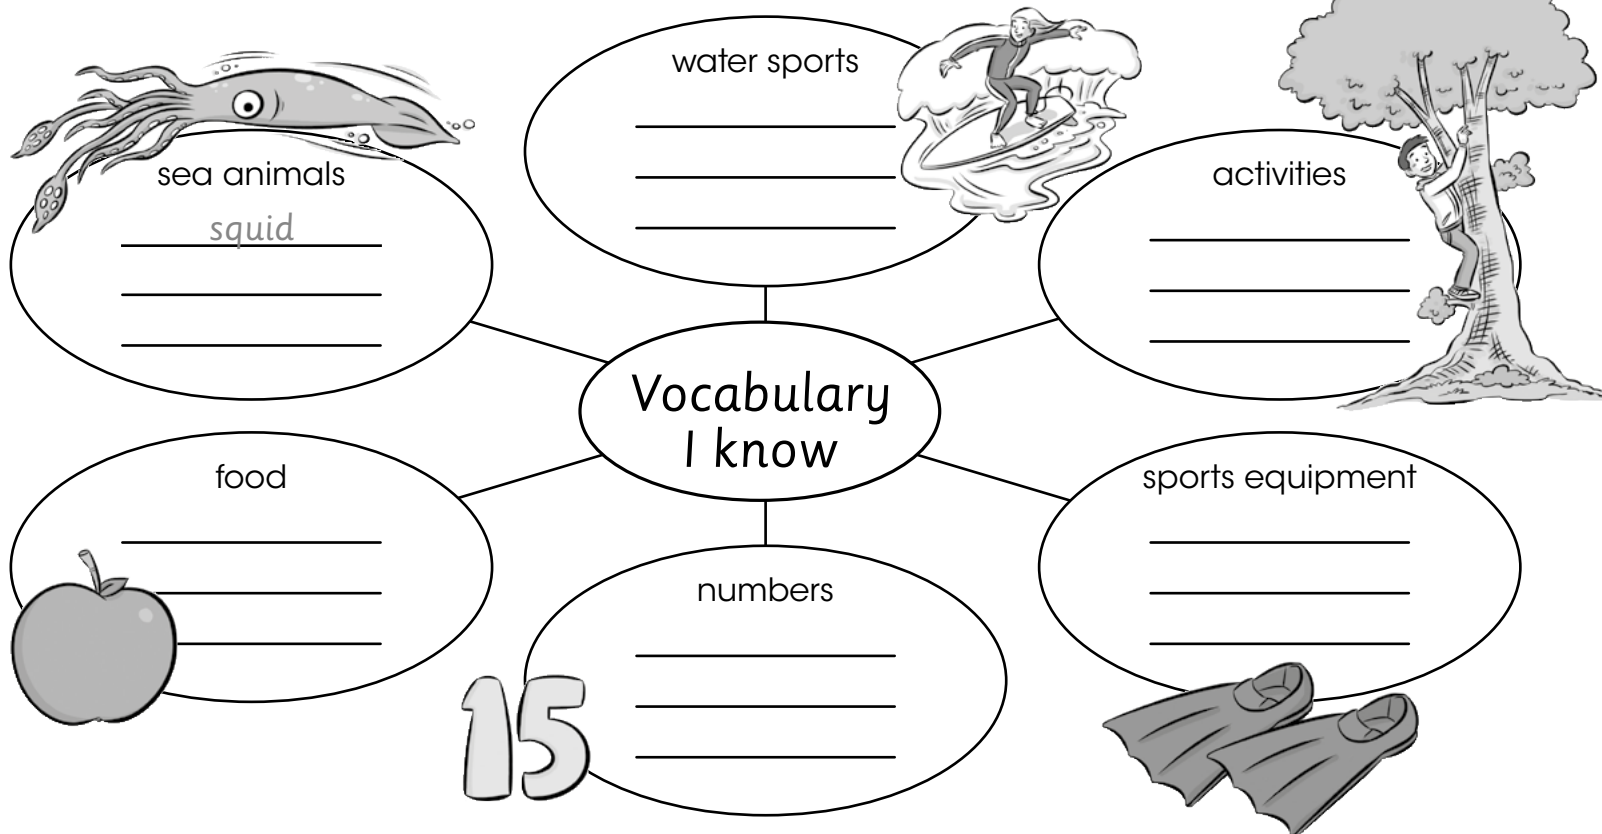 water sports
sea animals
squid
activities
Vocabulary
I know
food
sports equipment
numbers
15